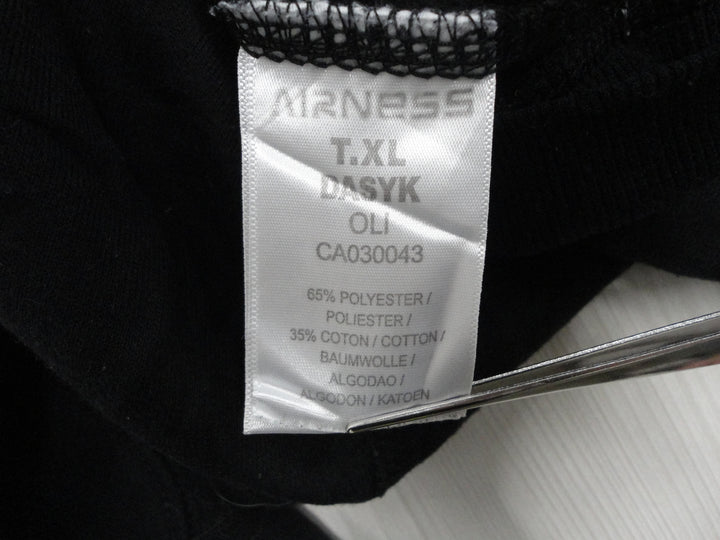 AIRNESS
T.XL
DASYK
OLI
CA030043
65% POLYESTER /
POLIESTER /
35% COTON / COTTON /
BAUMWOLLE /
ALGODAO /
ALGODON / KATOEN